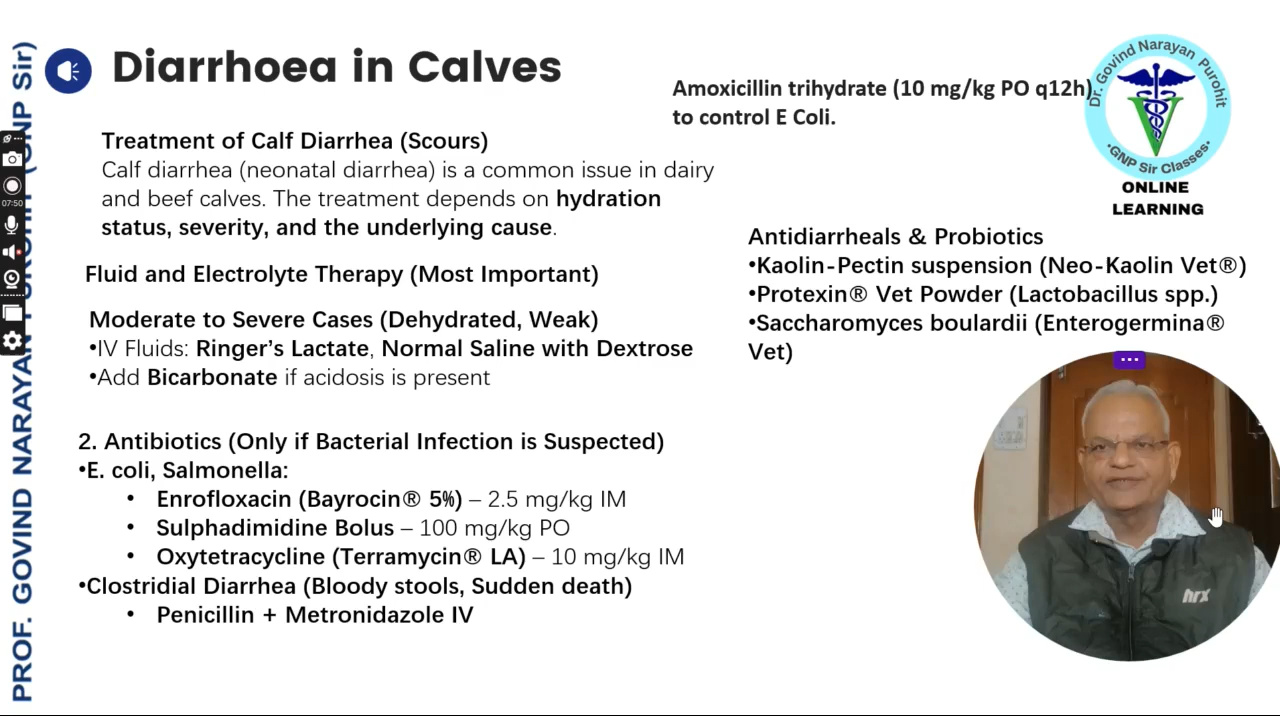 Diarrhoea in Calves
Amoxicillin trihydrate (10 mg/kg PO q12h)
to control E Coli.
Dr. Govind Narayan Purohit
•GNP Sir Classes•
ONLINE
LEARNING
Treatment of Calf Diarrhea (Scours)
Calf diarrhea (neonatal diarrhea) is a common issue in dairy
and beef calves. The treatment depends on hydration
status, severity, and the underlying cause.
Fluid and Electrolyte Therapy (Most Important)
Moderate to Severe Cases (Dehydrated, Weak)
•IV Fluids: Ringer's Lactate, Normal Saline with Dextrose
•Add Bicarbonate if acidosis is present
2. Antibiotics (Only if Bacterial Infection is Suspected)
•E. coli, Salmonella:
• Enrofloxacin (Bayrocin® 5%) – 2.5 mg/kg IM
• Sulphadimidine Bolus – 100 mg/kg PO
• Oxytetracycline (Terramycin® LA) – 10 mg/kg IM
•Clostridial Diarrhea (Bloody stools, Sudden death)
• Penicillin + Metronidazole IV
Antidiarrheals & Probiotics
•Kaolin-Pectin suspension (Neo-Kaolin Vet®)
•Protexin® Vet Powder (Lactobacillus spp.)
•Saccharomyces boulardii (Enterogermina®
Vet)
PROF. GOVIND NARAYAN (GNP Sir)
07:50
hrx